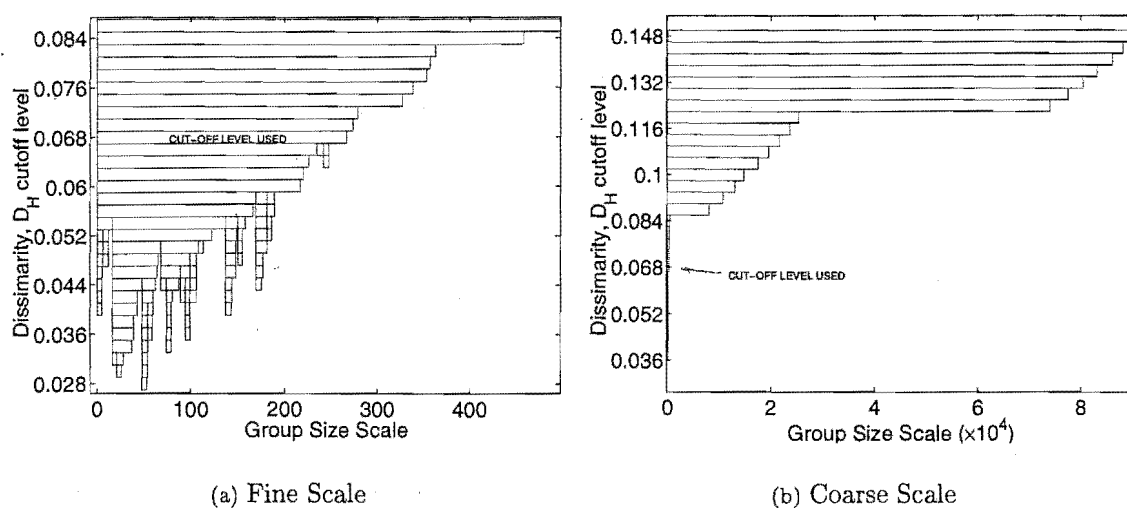 Dissimarity, D_H cutoff level
0.084
0.076
0.068
0.06
0.052
0.044
0.036
0.028
CUT-OFF LEVEL USED
0 100 200 300 400
Group Size Scale
(a) Fine Scale
Dissimarity, D_H cutoff level
0.148
0.132
0.116
0.1
0.084
0.068
0.052
0.036
CUT-OFF LEVEL USED
0 2 4 6 8
Group Size Scale (×10^4)
(b) Coarse Scale